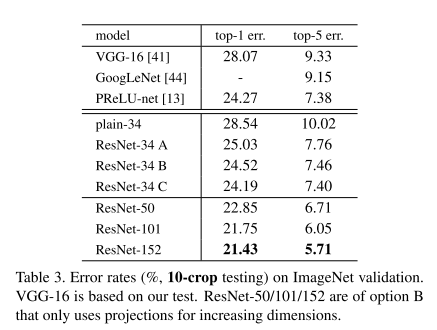 model top-1 err. top-5 err.
VGG-16 [41] 28.07 9.33
GoogLeNet [44] - 9.15
PReLU-net [13] 24.27 7.38
plain-34 28.54 10.02
ResNet-34 A 25.03 7.76
ResNet-34 B 24.52 7.46
ResNet-34 C 24.19 7.40
ResNet-50 22.85 6.71
ResNet-101 21.75 6.05
ResNet-152 21.43 5.71
Table 3. Error rates (%, 10-crop testing) on ImageNet validation.
VGG-16 is based on our test. ResNet-50/101/152 are of option B
that only uses projections for increasing dimensions.